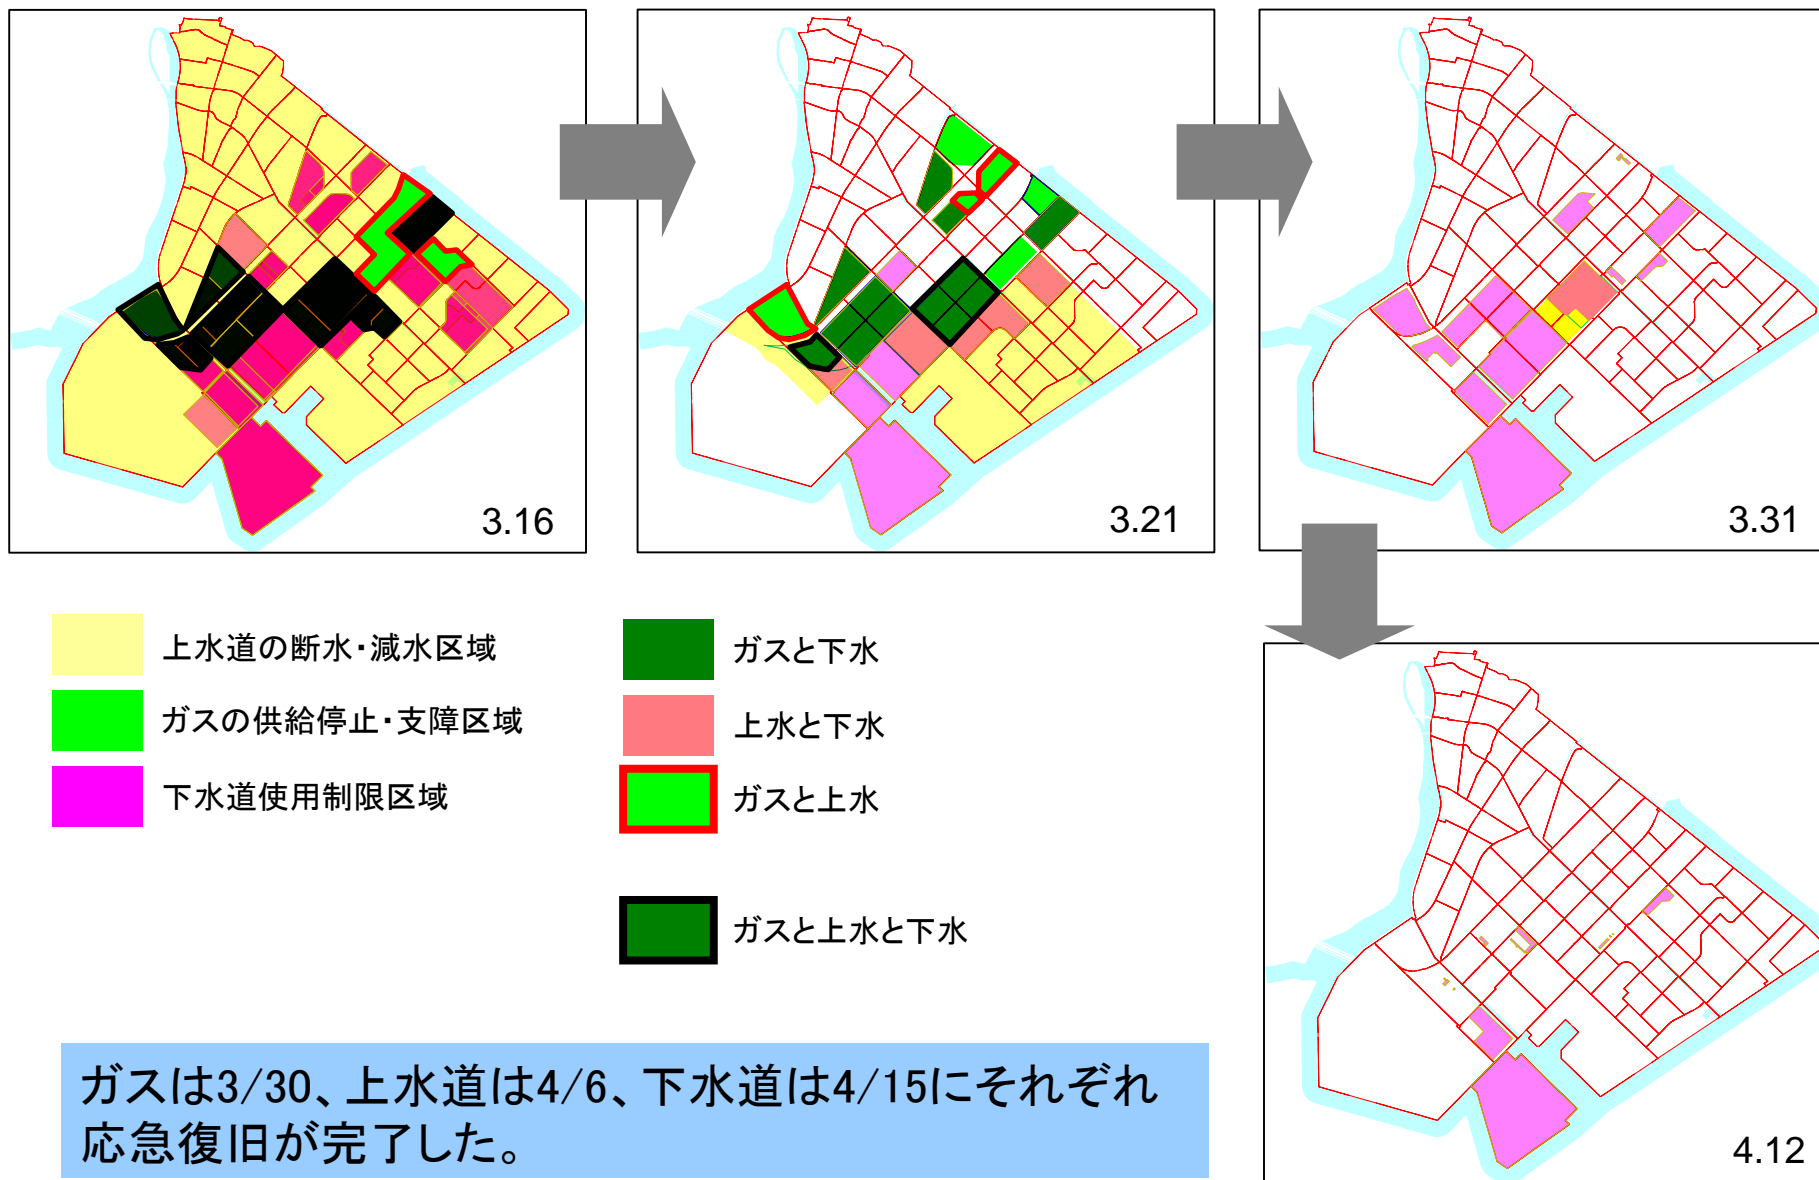 3.16
3.21
3.31
上水道の断水・減水区域
ガスの供給停止・支障区域
下水道使用制限区域
ガスと下水
上水と下水
ガスと上水
ガスと上水と下水
ガスは3/30、上水道は4/6、下水道は4/15にそれぞれ
応急復旧が完了した。
4.12